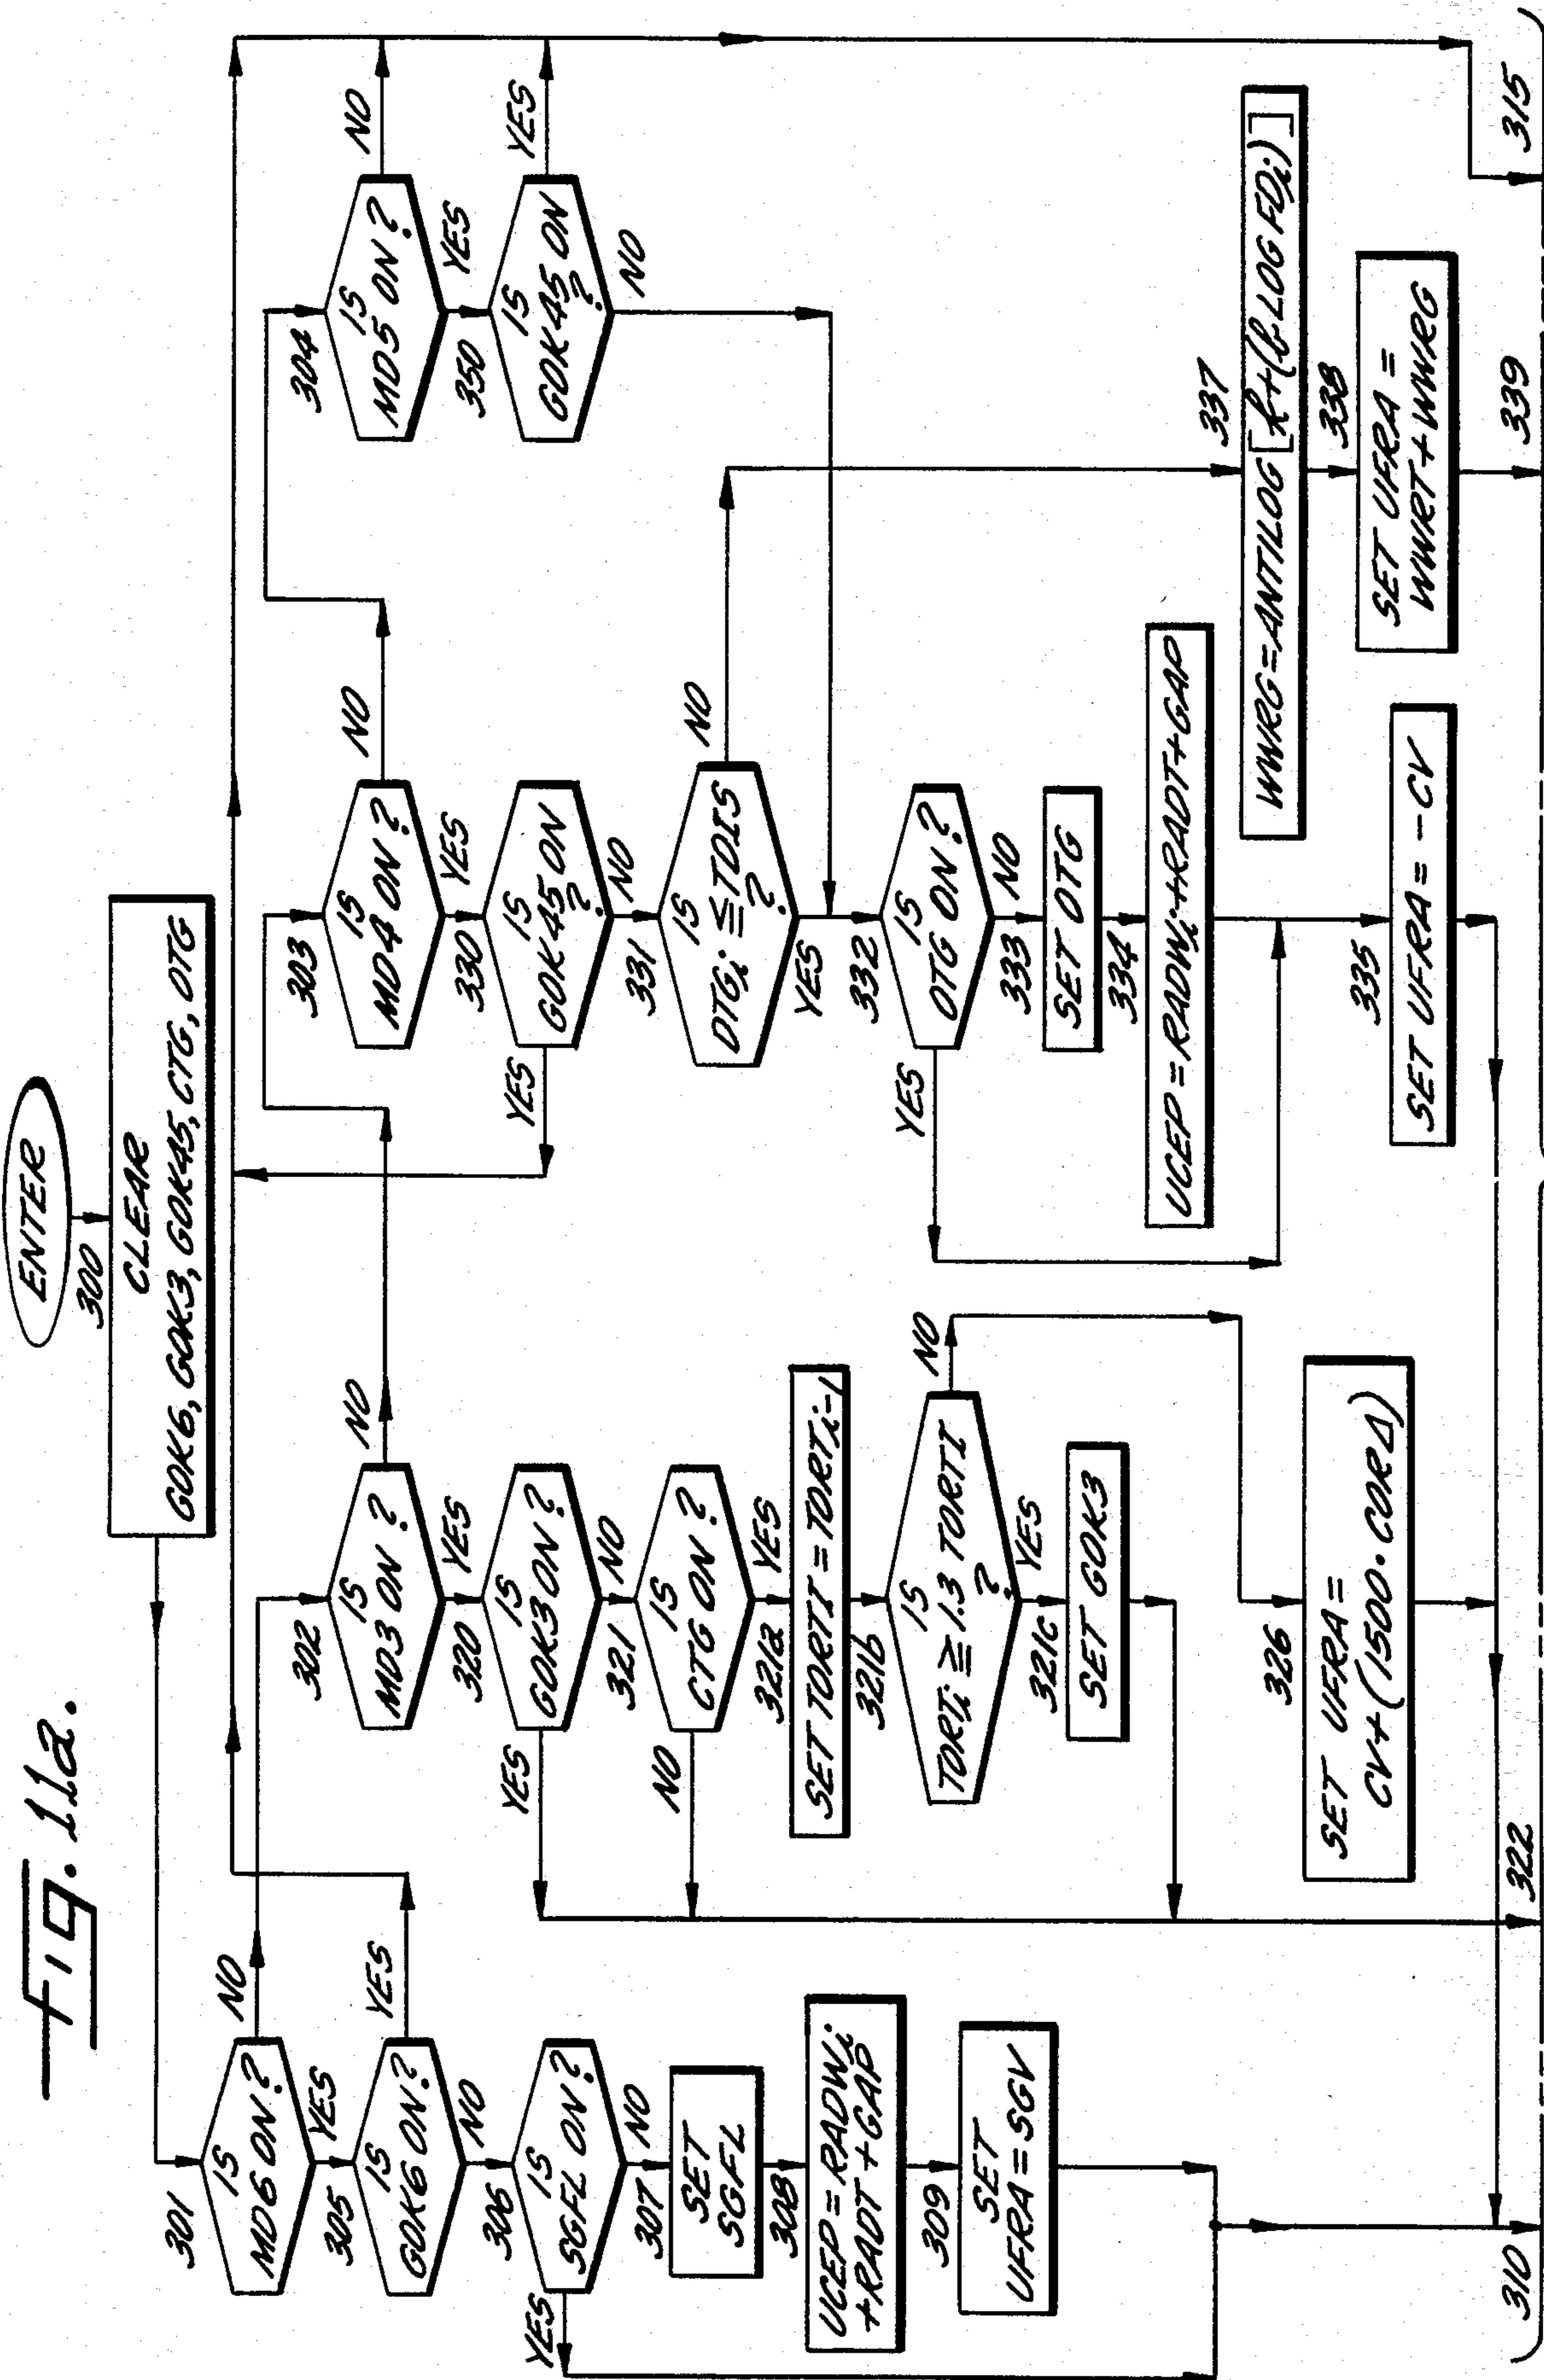 Fig. 11a.
ENTER
300
CLEAR
GOK6, GOK3, GOK45, CTG, OTG
301
IS
MD6 ON?
NO
YES
305
IS
GOK6 ON?
YES
NO
306
IS
SGFL ON?
YES
NO
307
SET
SGFL
308
UCEP = RADWi
+RADT + GAP
309
SET
UFRA = SGV
310
302
IS
MD3 ON?
NO
YES
320
IS
GOK3 ON?
YES
NO
321
IS
CTG ON?
NO
YES
321a
SET TORTI = TORTi-1
321b
IS
TORTi ≧ 1.3 TORTI
?
NO
YES
321c
SET GOK3
326
SET UFRA =
CV+(1500·CORΔ)
322
303
IS
MD4 ON?
NO
YES
330
IS
GOK45 ON
?
YES
NO
331
IS
DTGi ≦ TDIS
?
NO
YES
332
IS
OTG ON?
YES
NO
333
SET OTG
334
UCEP = RADWi+RADT+GAP
335
SET UFRA = -CV
304
IS
MD5 ON?
NO
YES
350
IS
GOK45 ON
?
YES
NO
337
WWRG=ANTILOG[k+(b·LOG FDi)]
338
SET UFRA =
WWRT+WWRG
339
315